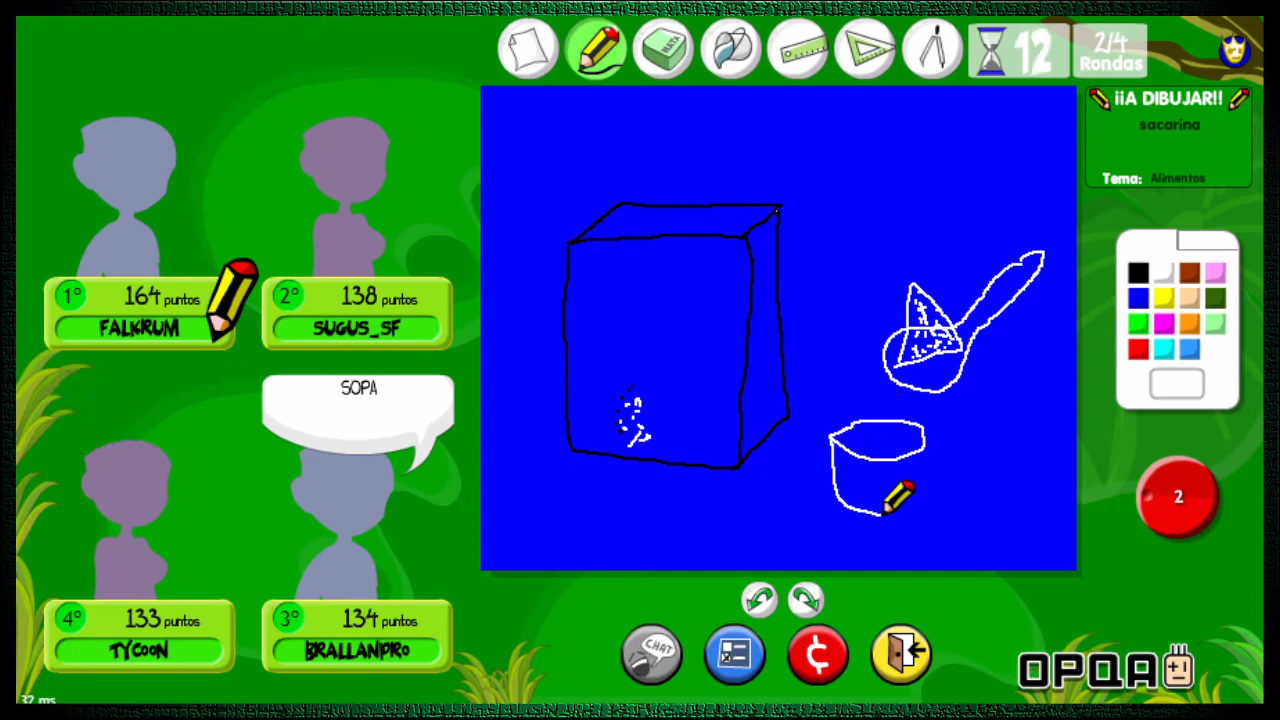 12
2/4
Rondas
¡¡A DIBUJAR!!
sacarina
Tema: Alimentos
NATA
1º 164 puntos
FALKRUM
2º 138 puntos
SUGUS_SF
SOPA
2
4º 133 puntos
TYCOON
3º 134 puntos
BRALLANPRO
CHAT
OPQA
32 ms